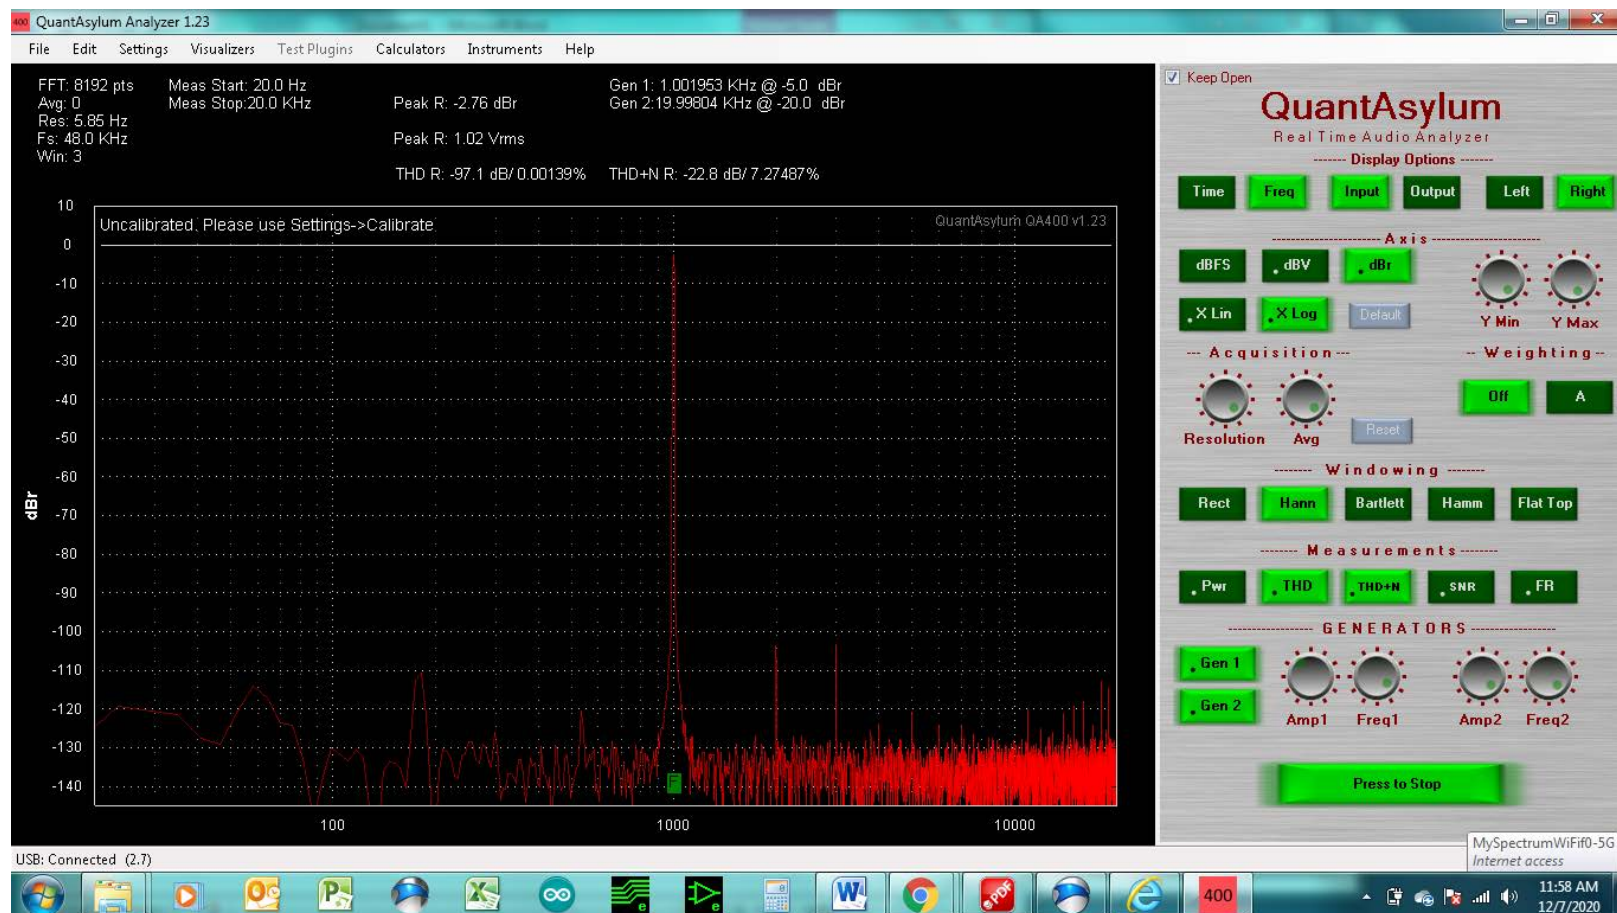 400 QuantAsylum Analyzer 1.23
File Edit Settings Visualizers Test Plugins Calculators Instruments Help
FFT: 8192 pts Meas Start: 20.0 Hz Gen 1: 1.001953 KHz @ -5.0 dBr
Avg: 0 Meas Stop:20.0 KHz Peak R: -2.76 dBr Gen 2:19.99804 KHz @ -20.0 dBr
Res: 5.85 Hz
Fs: 48.0 KHz Peak R: 1.02 Vrms
Win: 3
THD R: -97.1 dB/ 0.00139% THD+N R: -22.8 dB/ 7.27487%
Uncalibrated, Please use Settings->Calibrate QuantAsylum QA400 v1.23
10
0
-10
-20
-30
-40
-50
-60
-70
-80
-90
-100
-110
-120
-130
-140
dBr
F
100 1000 10000
Keep Open
QuantAsylum
Real Time Audio Analyzer
------- Display Options -------
Time Freq Input Output Left Right
Axis
dBFS dBV dBr
X Lin X Log Default
Y Min Y Max
--- Acquisition --- -- Weighting --
Off A
Resolution Avg Reset
-------- Windowing --------
Rect Hann Bartlett Hamm Flat Top
-------- Measurements --------
Pwr THD THD+N SNR FR
GENERATORS
Gen 1
Gen 2
Amp1 Freq1 Amp2 Freq2
Press to Stop
MySpectrumWiFif0-5G
Internet access
USB: Connected (2.7)
PDF
400
11:58 AM
12/7/2020